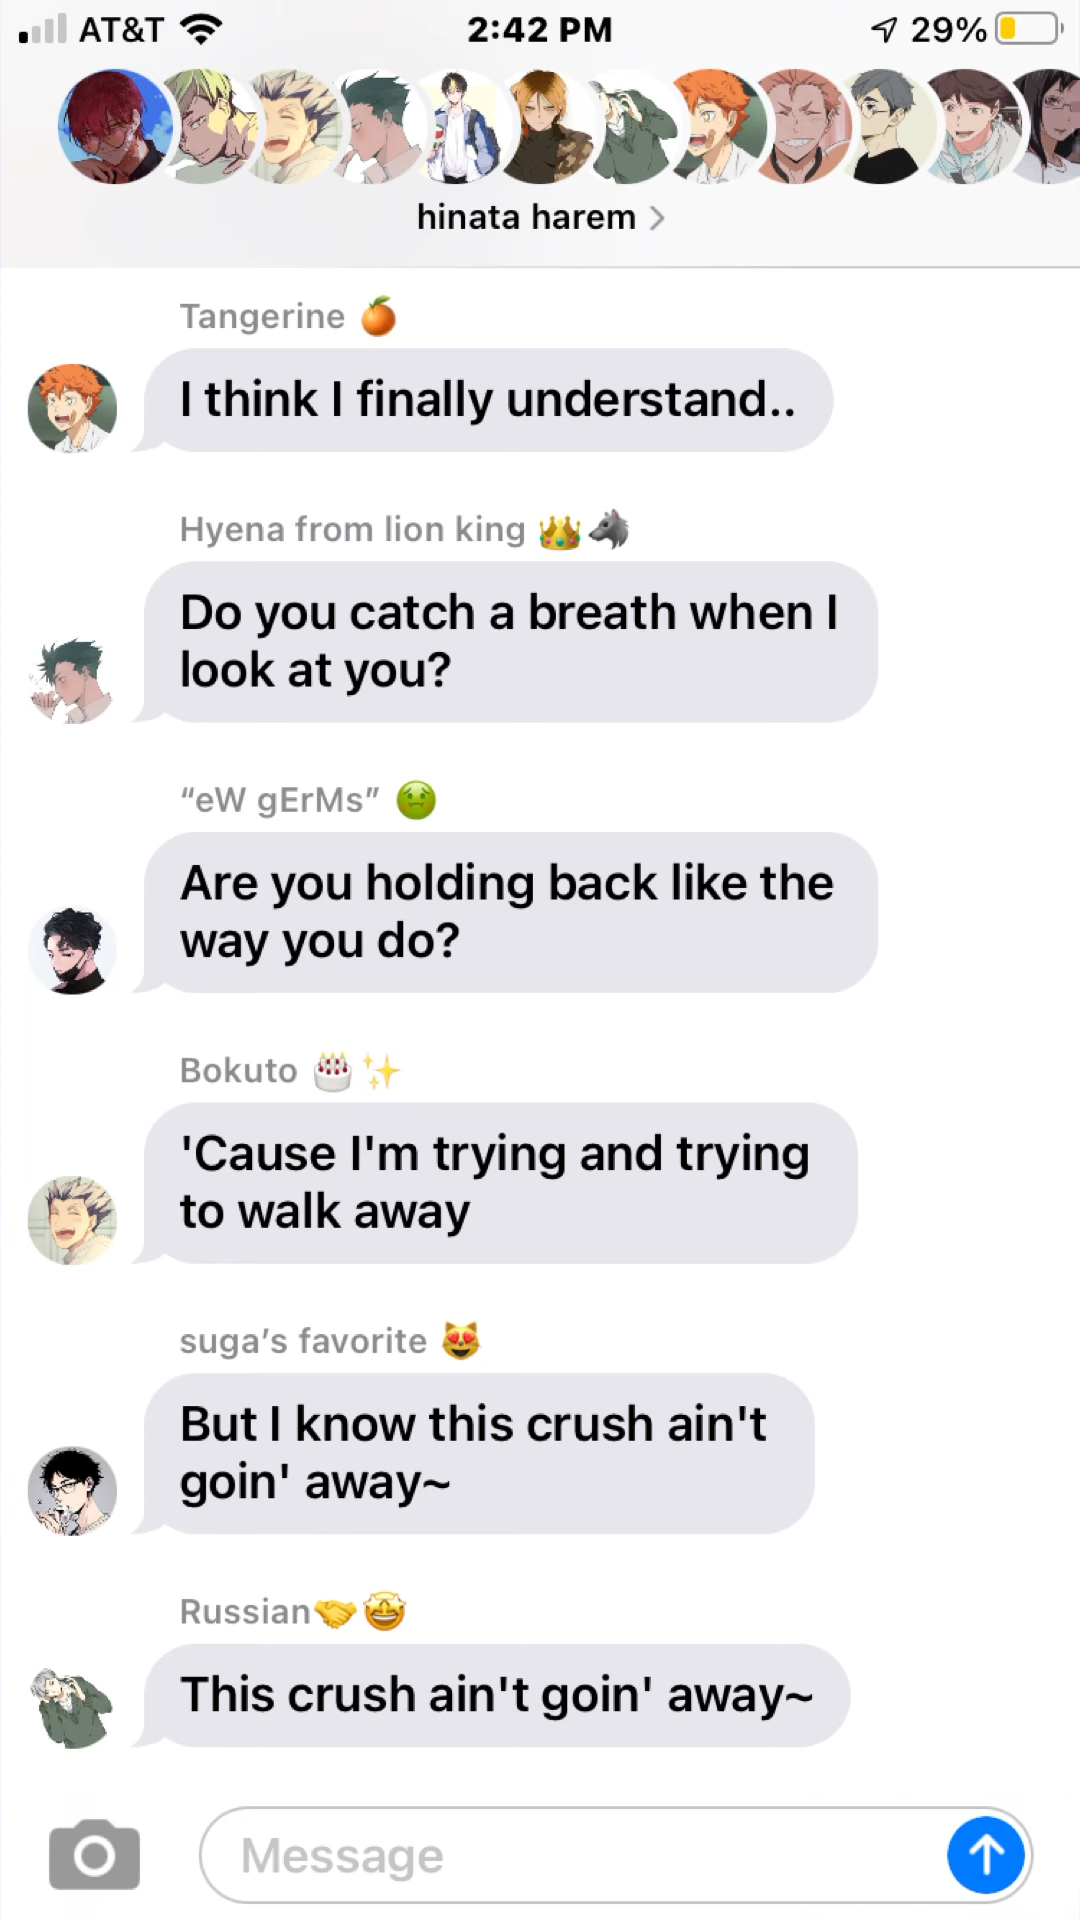 AT&T 2:42 PM 29%
hinata harem >
Tangerine 🍊
I think I finally understand..
Hyena from lion king 👑🐺
Do you catch a breath when I
look at you?
“eW gErMs” 🤢
Are you holding back like the
way you do?
Bokuto 🎂✨
'Cause I'm trying and trying
to walk away
suga’s favorite 😻
But I know this crush ain't
goin' away~
Russian🤝🤩
This crush ain't goin' away~
Message